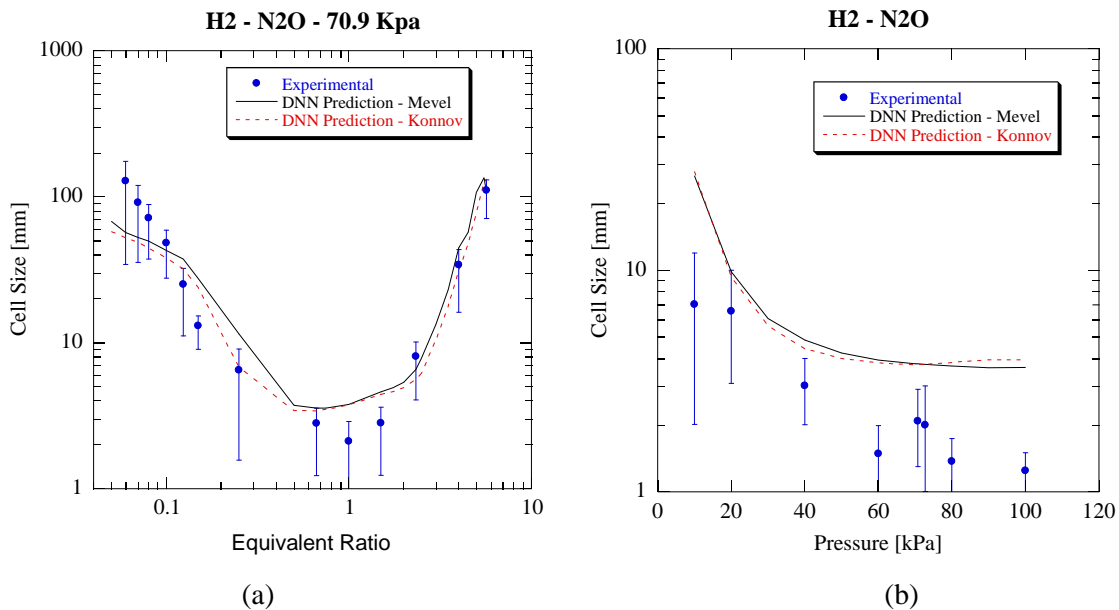 H2 - N2O - 70.9 Kpa
1000
100
10
1
Cell Size [mm]
Experimental
DNN Prediction - Mevel
DNN Prediction - Konnov
0.1
1
10
Equivalent Ratio
(a)
H2 - N2O
100
10
1
Cell Size [mm]
Experimental
DNN Prediction - Mevel
DNN Prediction - Konnov
0
20
40
60
80
100
120
Pressure [kPa]
(b)